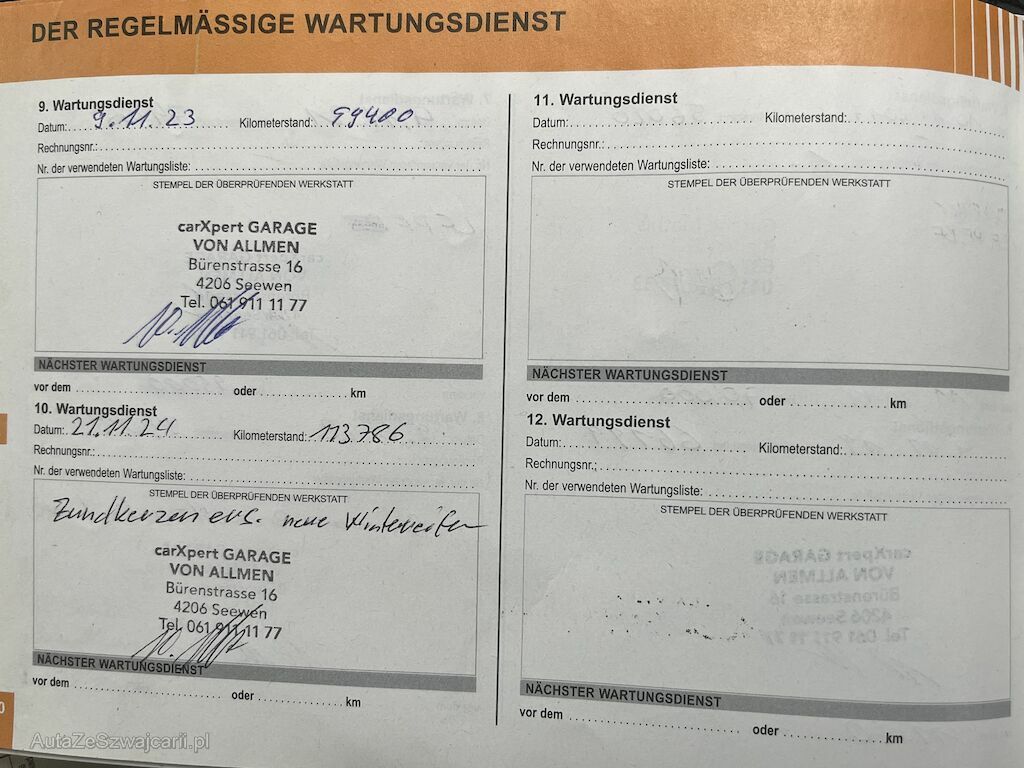 DER REGELMÄSSIGE WARTUNGSDIENST
9. Wartungsdienst
Datum: 9.11.23 Kilometerstand: 99400
Rechnungsnr.:
Nr. der verwendeten Wartungsliste:
STEMPEL DER ÜBERPRÜFENDEN WERKSTATT
carXpert GARAGE
VON ALLMEN
Bürenstrasse 16
4206 Seewen
Tel. 061 911 11 77
NÄCHSTER WARTUNGSDIENST
vor dem oder km
10. Wartungsdienst
Datum: 21.11.24 Kilometerstand: 113.786
Rechnungsnr.:
Nr. der verwendeten Wartungsliste:
STEMPEL DER ÜBERPRÜFENDEN WERKSTATT
Zündkerzen ers. neue Winterreifen
carXpert GARAGE
VON ALLMEN
Bürenstrasse 16
4206 Seewen
Tel. 061 911 11 77
NÄCHSTER WARTUNGSDIENST
vor dem oder km
11. Wartungsdienst
Datum: Kilometerstand:
Rechnungsnr.:
Nr. der verwendeten Wartungsliste:
STEMPEL DER ÜBERPRÜFENDEN WERKSTATT
NÄCHSTER WARTUNGSDIENST
vor dem oder km
12. Wartungsdienst
Datum: Kilometerstand:
Rechnungsnr.:
Nr. der verwendeten Wartungsliste:
STEMPEL DER ÜBERPRÜFENDEN WERKSTATT
NÄCHSTER WARTUNGSDIENST
vor dem oder km
0
AutaZeSzwajcarii.pl